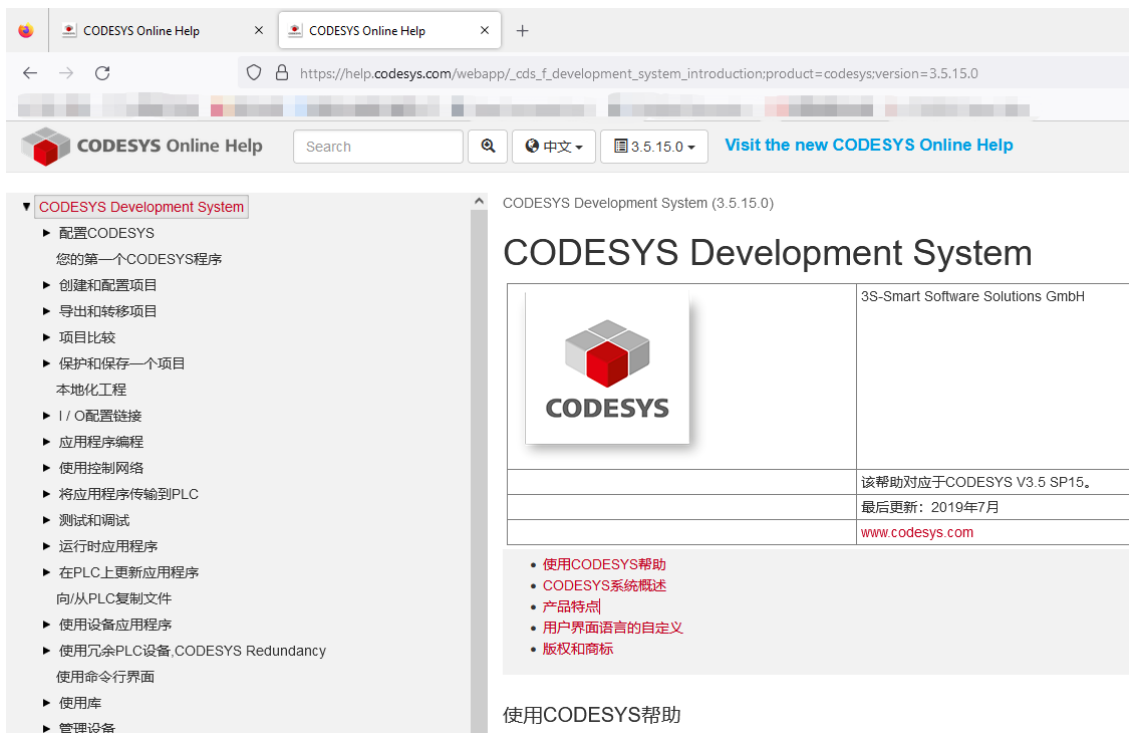 CODESYS Online Help
CODESYS Online Help
https://help.codesys.com/webapp/_cds_f_development_system_introduction;product=codesys;version=3.5.15.0
CODESYS Online Help
Search
中文
3.5.15.0
Visit the new CODESYS Online Help
CODESYS Development System
配置CODESYS
您的第一个CODESYS程序
创建和配置项目
导出和转移项目
项目比较
保护和保存一个项目
本地化工程
I / O配置链接
应用程序编程
使用控制网络
将应用程序传输到PLC
测试和调试
运行时应用程序
在PLC上更新应用程序
向/从PLC复制文件
使用设备应用程序
使用冗余PLC设备,CODESYS Redundancy
使用命令行界面
使用库
管理设备
CODESYS Development System (3.5.15.0)
CODESYS Development System
CODESYS
3S-Smart Software Solutions GmbH
该帮助对应于CODESYS V3.5 SP15。
最后更新：2019年7月
www.codesys.com
使用CODESYS帮助
CODESYS系统概述
产品特点
用户界面语言的自定义
版权和商标
使用CODESYS帮助